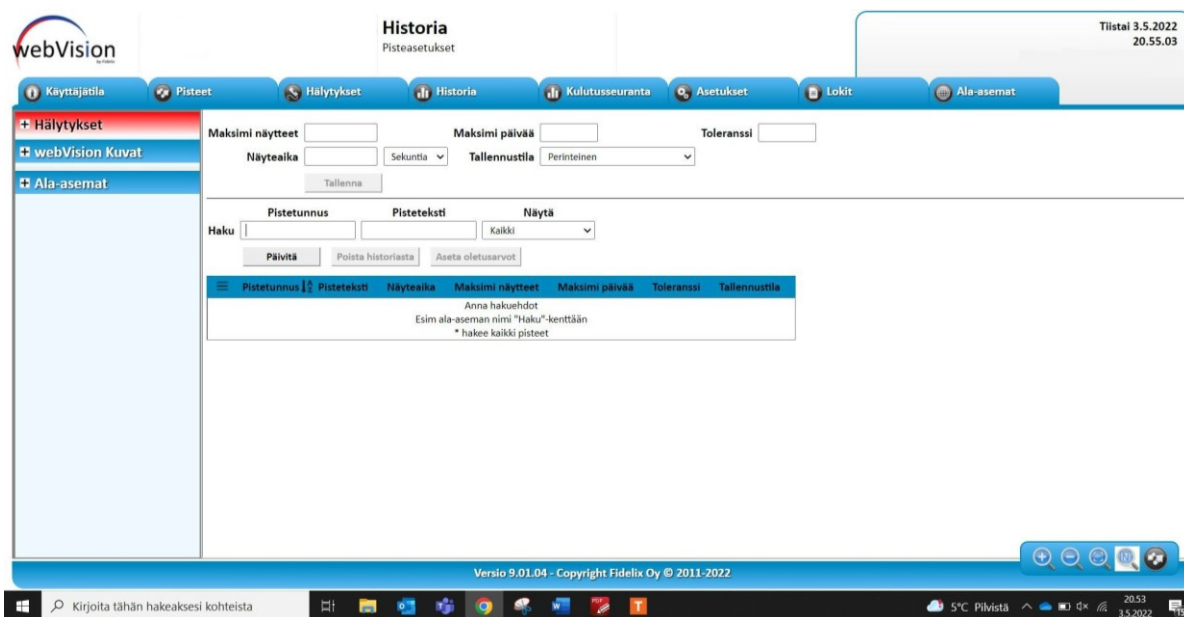 webVision
by Fidelix
Historia
Pisteasetukset
Tiistai 3.5.2022
20.55.03
Käyttäjätila
Pisteet
Hälytykset
Historia
Kulutusseuranta
Asetukset
Lokit
Ala-asemat
Hälytykset
webVision Kuvat
Ala-asemat
Maksimi näytteet
Maksimi päivää
Toleranssi
Näyteaika
Sekuntia
Tallennustila
Perinteinen
Tallenna
Pistetunnus Pisteteksti Näytä
Haku
Kaikki
Päivitä
Poista historiasta
Aseta oletusarvot
Pistetunnus Pisteteksti Näyteaika Maksimi näytteet Maksimi päivää Toleranssi Tallennustila
Anna hakuehdot
Esim ala-aseman nimi "Haku"-kenttään
* hakee kaikki pisteet
Versio 9.01.04 - Copyright Fidelix Oy © 2011-2022
Kirjoita tähän hakeaksesi kohteista
5°C Pilvistä
20.53
3.5.2022